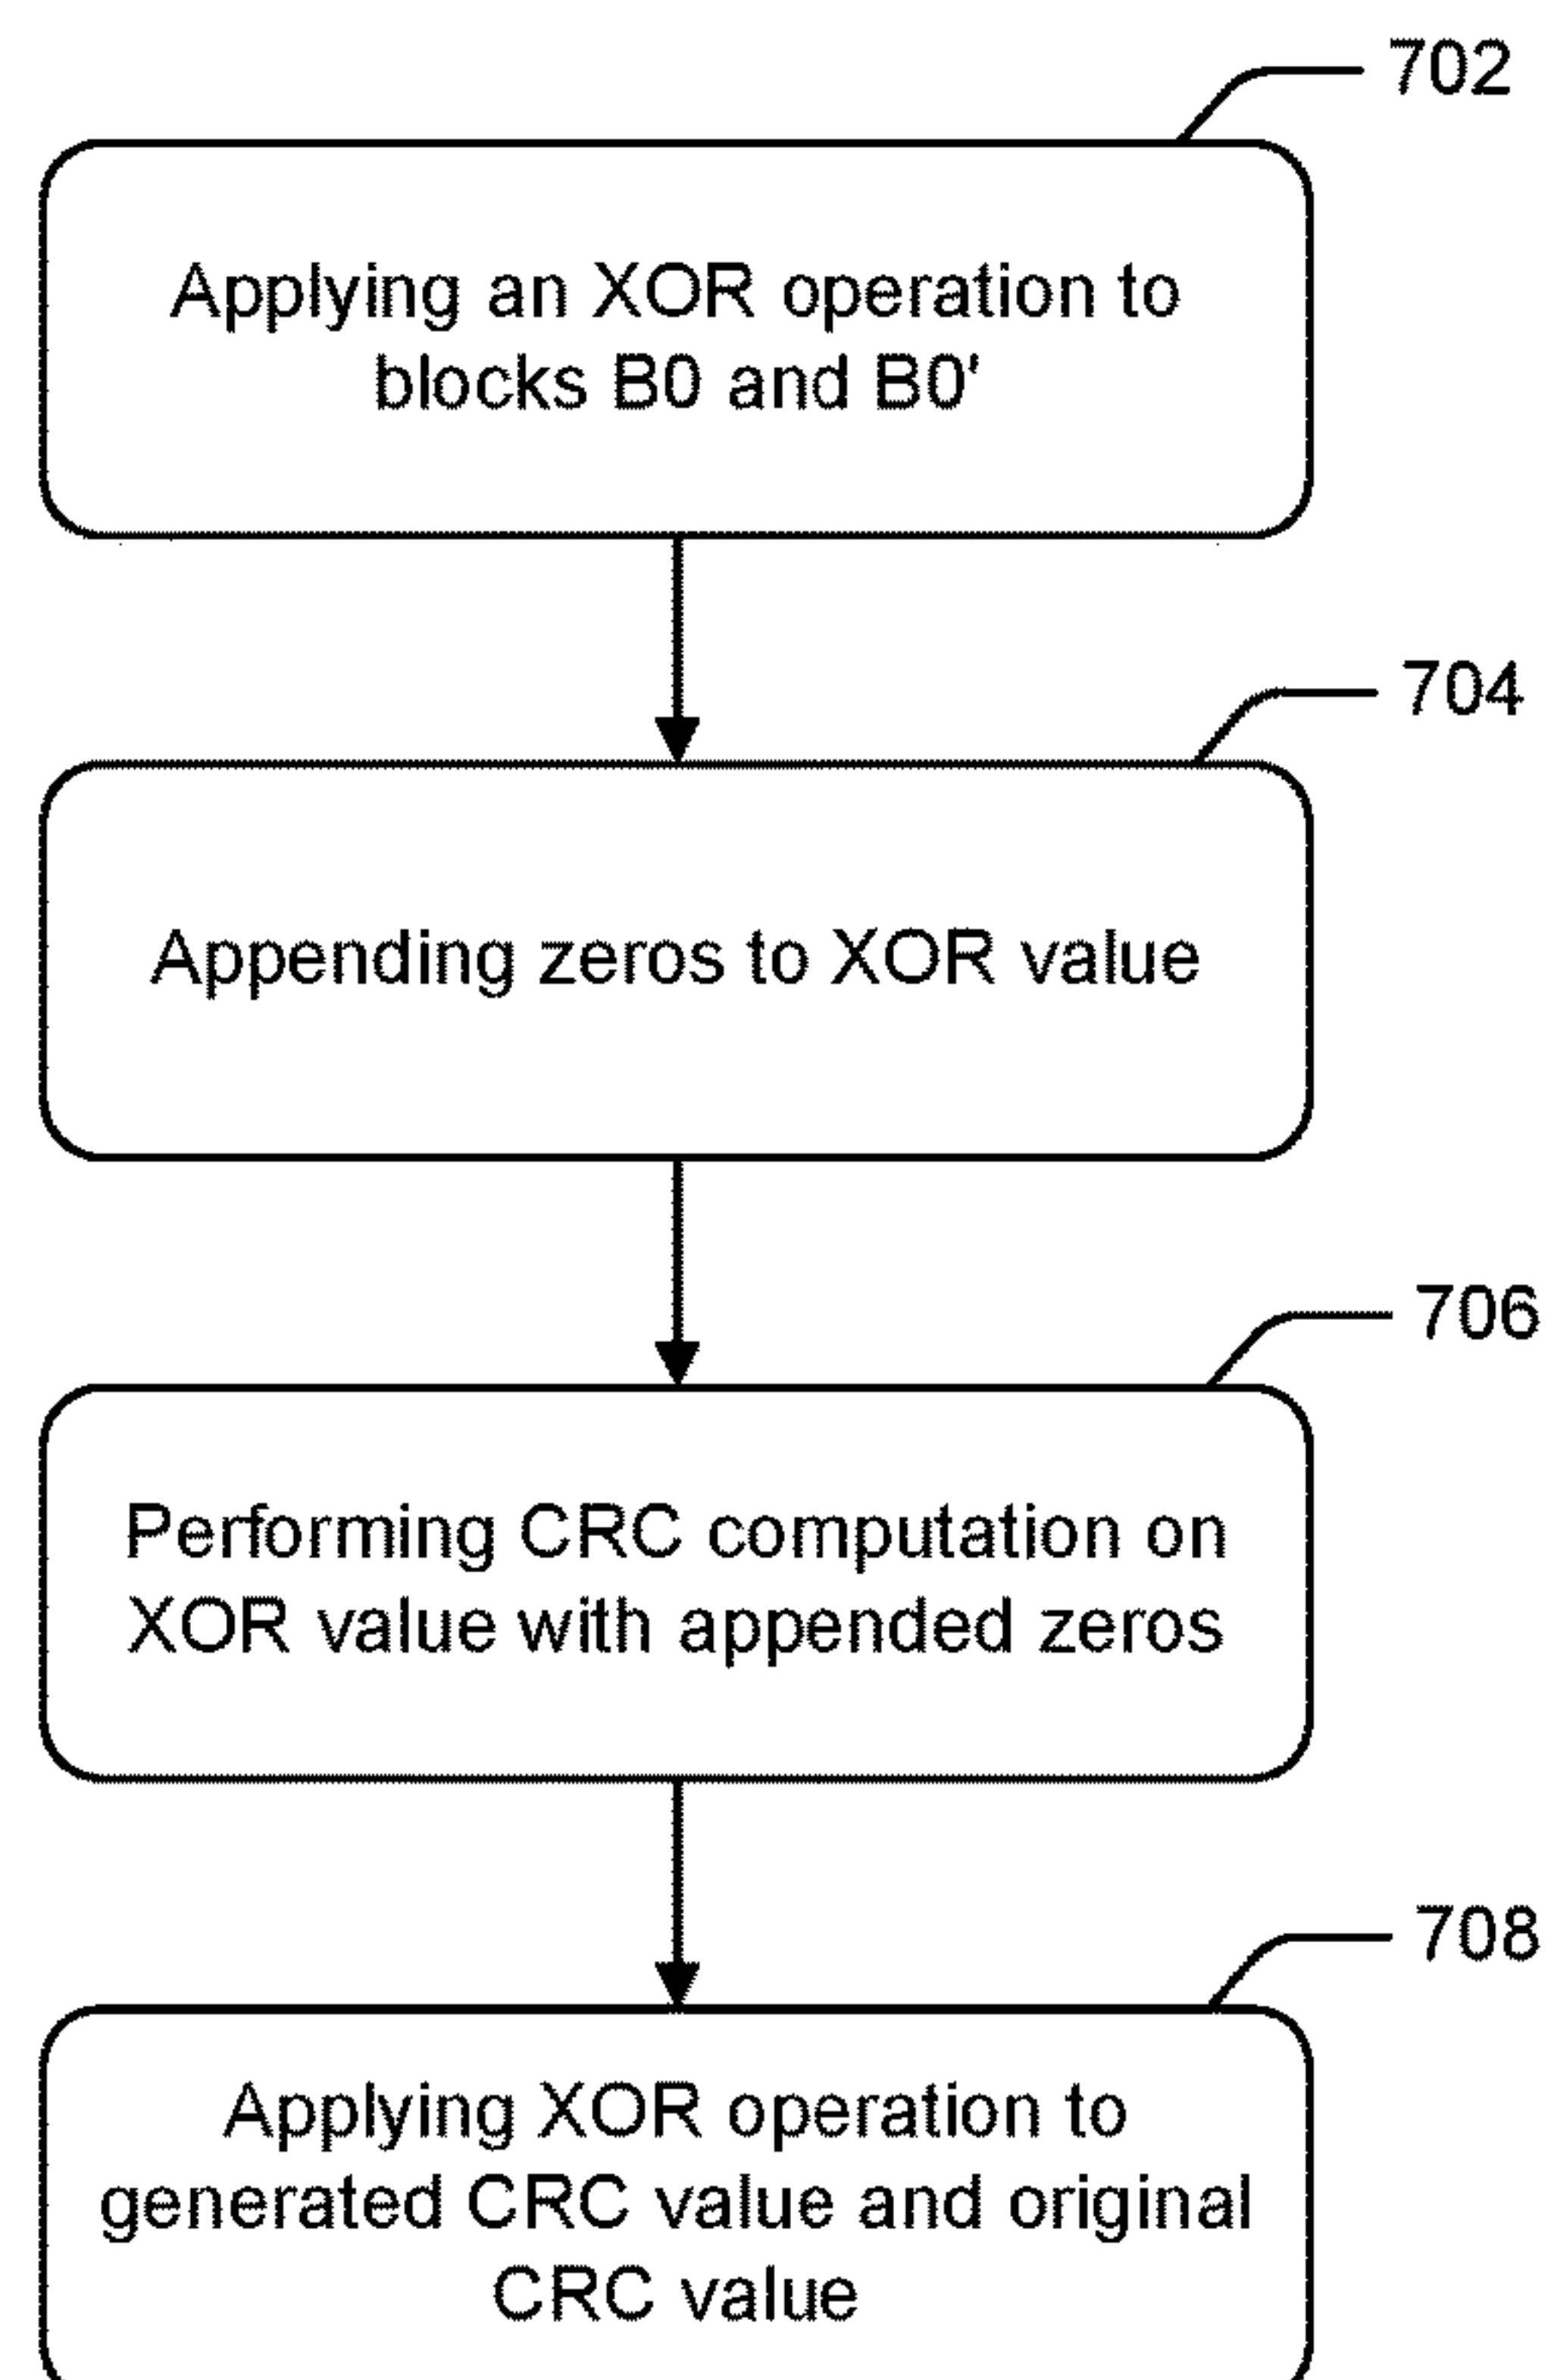 702
Applying an XOR operation to
blocks B0 and B0'
704
Appending zeros to XOR value
706
Performing CRC computation on
XOR value with appended zeros
708
Applying XOR operation to
generated CRC value and original
CRC value